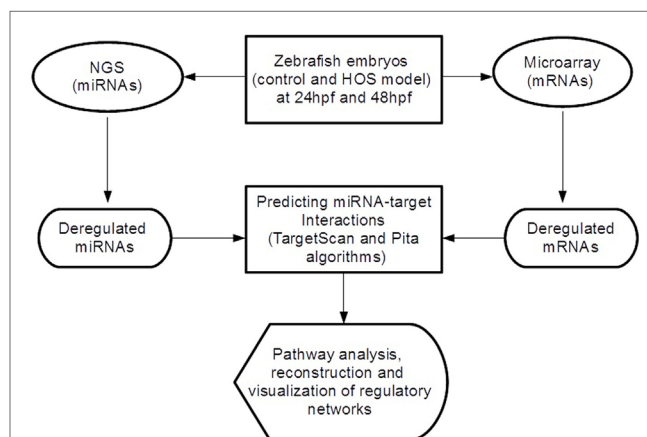 NGS
(miRNAs)
Zebrafish embryos
(control and HOS model)
at 24hpf and 48hpf
Microarray
(mRNAs)
Deregulated
miRNAs
Predicting miRNA-target
Interactions
(TargetScan and Pita
algorithms)
Deregulated
mRNAs
Pathway analysis,
reconstruction and
visualization of regulatory
networks